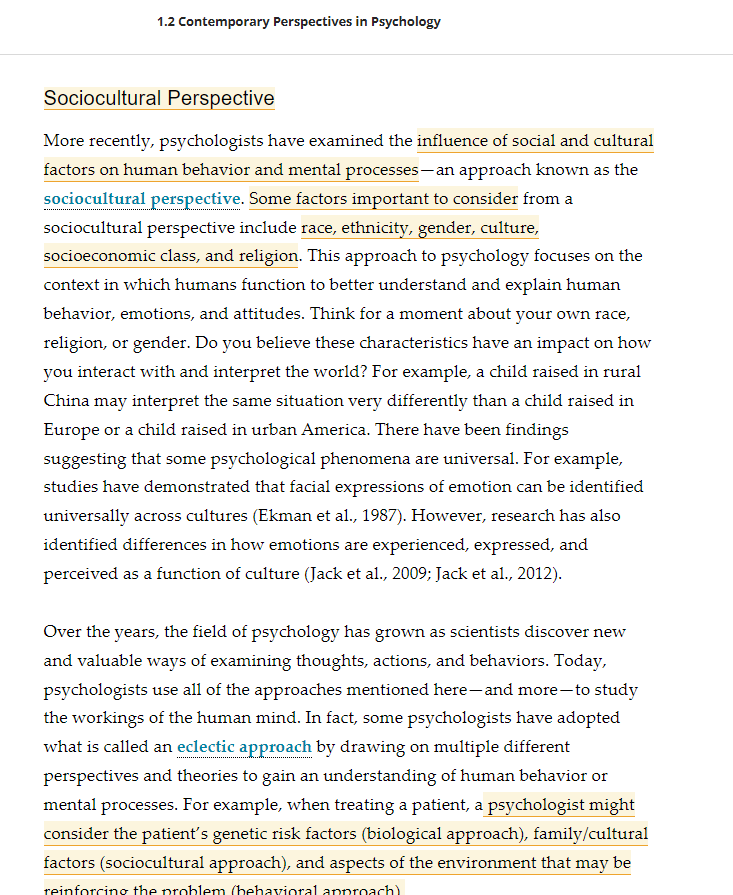 1.2 Contemporary Perspectives in Psychology
Sociocultural Perspective
More recently, psychologists have examined the influence of social and cultural
factors on human behavior and mental processes—an approach known as the
sociocultural perspective. Some factors important to consider from a
sociocultural perspective include race, ethnicity, gender, culture,
socioeconomic class, and religion. This approach to psychology focuses on the
context in which humans function to better understand and explain human
behavior, emotions, and attitudes. Think for a moment about your own race,
religion, or gender. Do you believe these characteristics have an impact on how
you interact with and interpret the world? For example, a child raised in rural
China may interpret the same situation very differently than a child raised in
Europe or a child raised in urban America. There have been findings
suggesting that some psychological phenomena are universal. For example,
studies have demonstrated that facial expressions of emotion can be identified
universally across cultures (Ekman et al., 1987). However, research has also
identified differences in how emotions are experienced, expressed, and
perceived as a function of culture (Jack et al., 2009; Jack et al., 2012).
Over the years, the field of psychology has grown as scientists discover new
and valuable ways of examining thoughts, actions, and behaviors. Today,
psychologists use all of the approaches mentioned here—and more—to study
the workings of the human mind. In fact, some psychologists have adopted
what is called an eclectic approach by drawing on multiple different
perspectives and theories to gain an understanding of human behavior or
mental processes. For example, when treating a patient, a psychologist might
consider the patient's genetic risk factors (biological approach), family/cultural
factors (sociocultural approach), and aspects of the environment that may be
reinforcing the problem (behavioral approach).